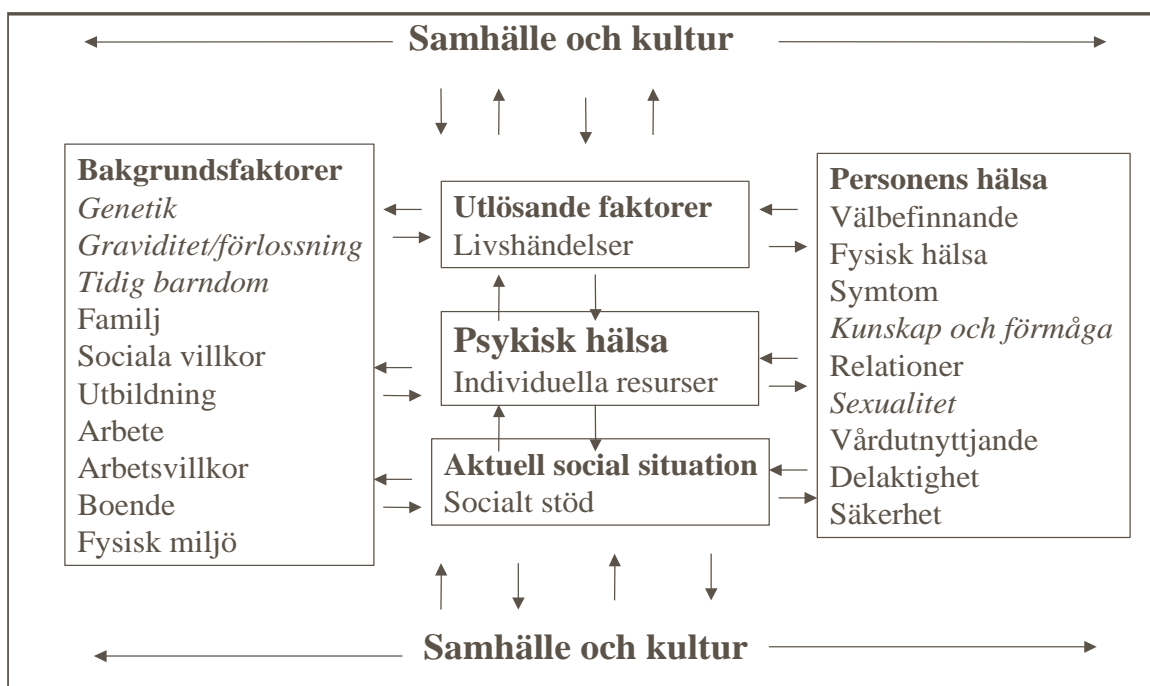 Samhälle och kultur
Bakgrundsfaktorer
Genetik
Graviditet/förlossning
Tidig barndom
Familj
Sociala villkor
Utbildning
Arbete
Arbetsvillkor
Boende
Fysisk miljö
Utlösande faktorer
Livshändelser
Psykisk hälsa
Individuella resurser
Aktuell social situation
Socialt stöd
Personens hälsa
Välbefinnande
Fysisk hälsa
Symtom
Kunskap och förmåga
Relationer
Sexualitet
Vårdutnyttjande
Delaktighet
Säkerhet
Samhälle och kultur